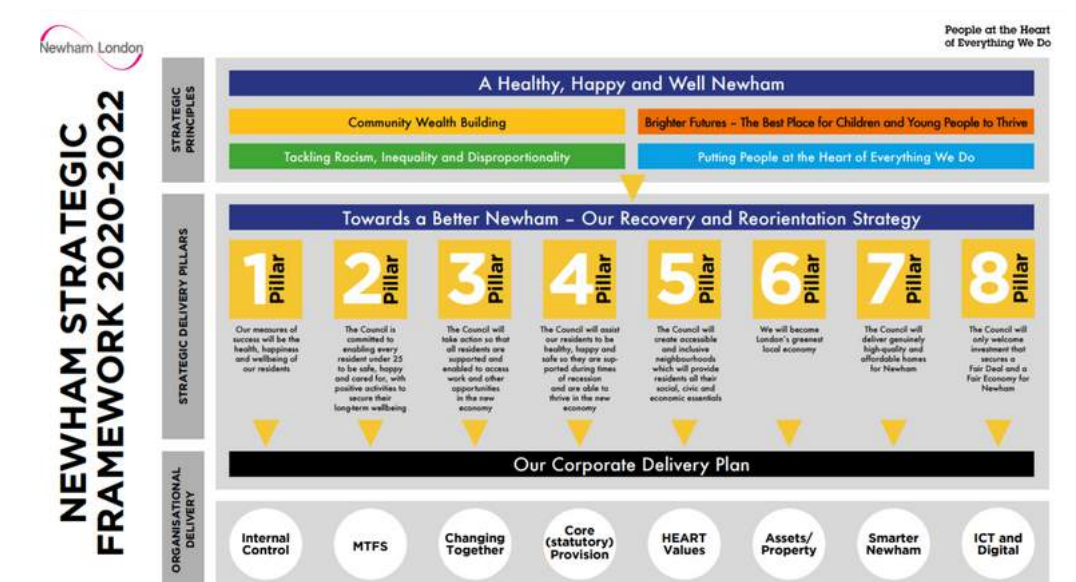 Newham London
People at the Heart
of Everything We Do
NEWHAM STRATEGIC
FRAMEWORK 2020-2022
STRATEGIC
PRINCIPLES
A Healthy, Happy and Well Newham
Community Wealth Building
Brighter Futures – The Best Place for Children and Young People to Thrive
Tackling Racism, Inequality and Disproportionality
Putting People at the Heart of Everything We Do
STRATEGIC DELIVERY PILLARS
Towards a Better Newham – Our Recovery and Reorientation Strategy
1 Pillar
Our measures of
success will be the
health, happiness
and wellbeing of
our residents
2 Pillar
The Council is
committed to
enabling every
resident under 25
to be safe, happy
and cared for, with
positive activities to
secure their
long-term wellbeing
3 Pillar
The Council will
take action so that
all residents are
supported and
enabled to access
work and other
opportunities
in the new
economy
4 Pillar
The Council will assist
our residents to be
healthy, happy and
safe so they are sup-
ported during times
of recession
and are able to
thrive in the new
economy
5 Pillar
The Council will
create accessible
and inclusive
neighbourhoods
which will provide
residents all their
social, civic and
economic essentials
6 Pillar
We will become
London's greenest
local economy
7 Pillar
The Council will
deliver genuinely
high-quality and
affordable homes
for Newham
8 Pillar
The Council will
only welcome
investment that
secures a
Fair Deal and a
Fair Economy for
Newham
ORGANISATIONAL
DELIVERY
Our Corporate Delivery Plan
Internal
Control
MTFS
Changing
Together
Core
(statutory)
Provision
HEART
Values
Assets/
Property
Smarter
Newham
ICT and
Digital